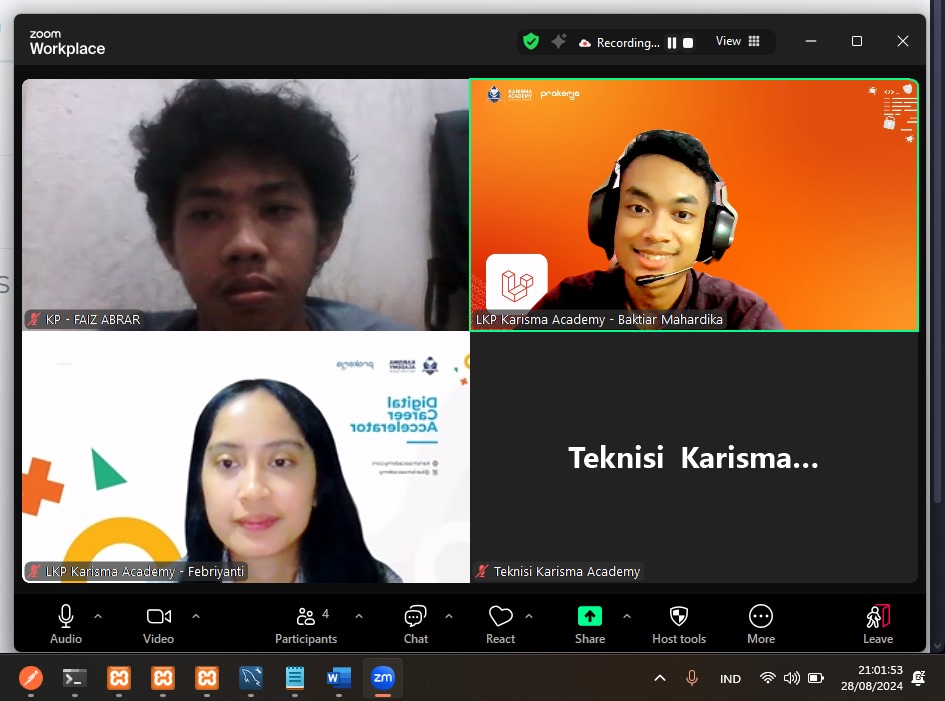 zoom
Workplace
Recording...
View
KARISMA
ACADEMY
prakerja
</>
KP - FAIZ ABRAR
LKP Karisma Academy - Baktiar Mahardika
prakerja
KARISMA
ACADEMY
Digital
Career
Accelerator
karismaacademy.com
@karismaacademy
LKP Karisma Academy - Febriyanti
Teknisi Karisma...
Teknisi Karisma Academy
S
Audio
Video
Participants
4
Chat
React
Share
Host tools
More
Leave
W
zm
IND
21:01:53
28/08/2024